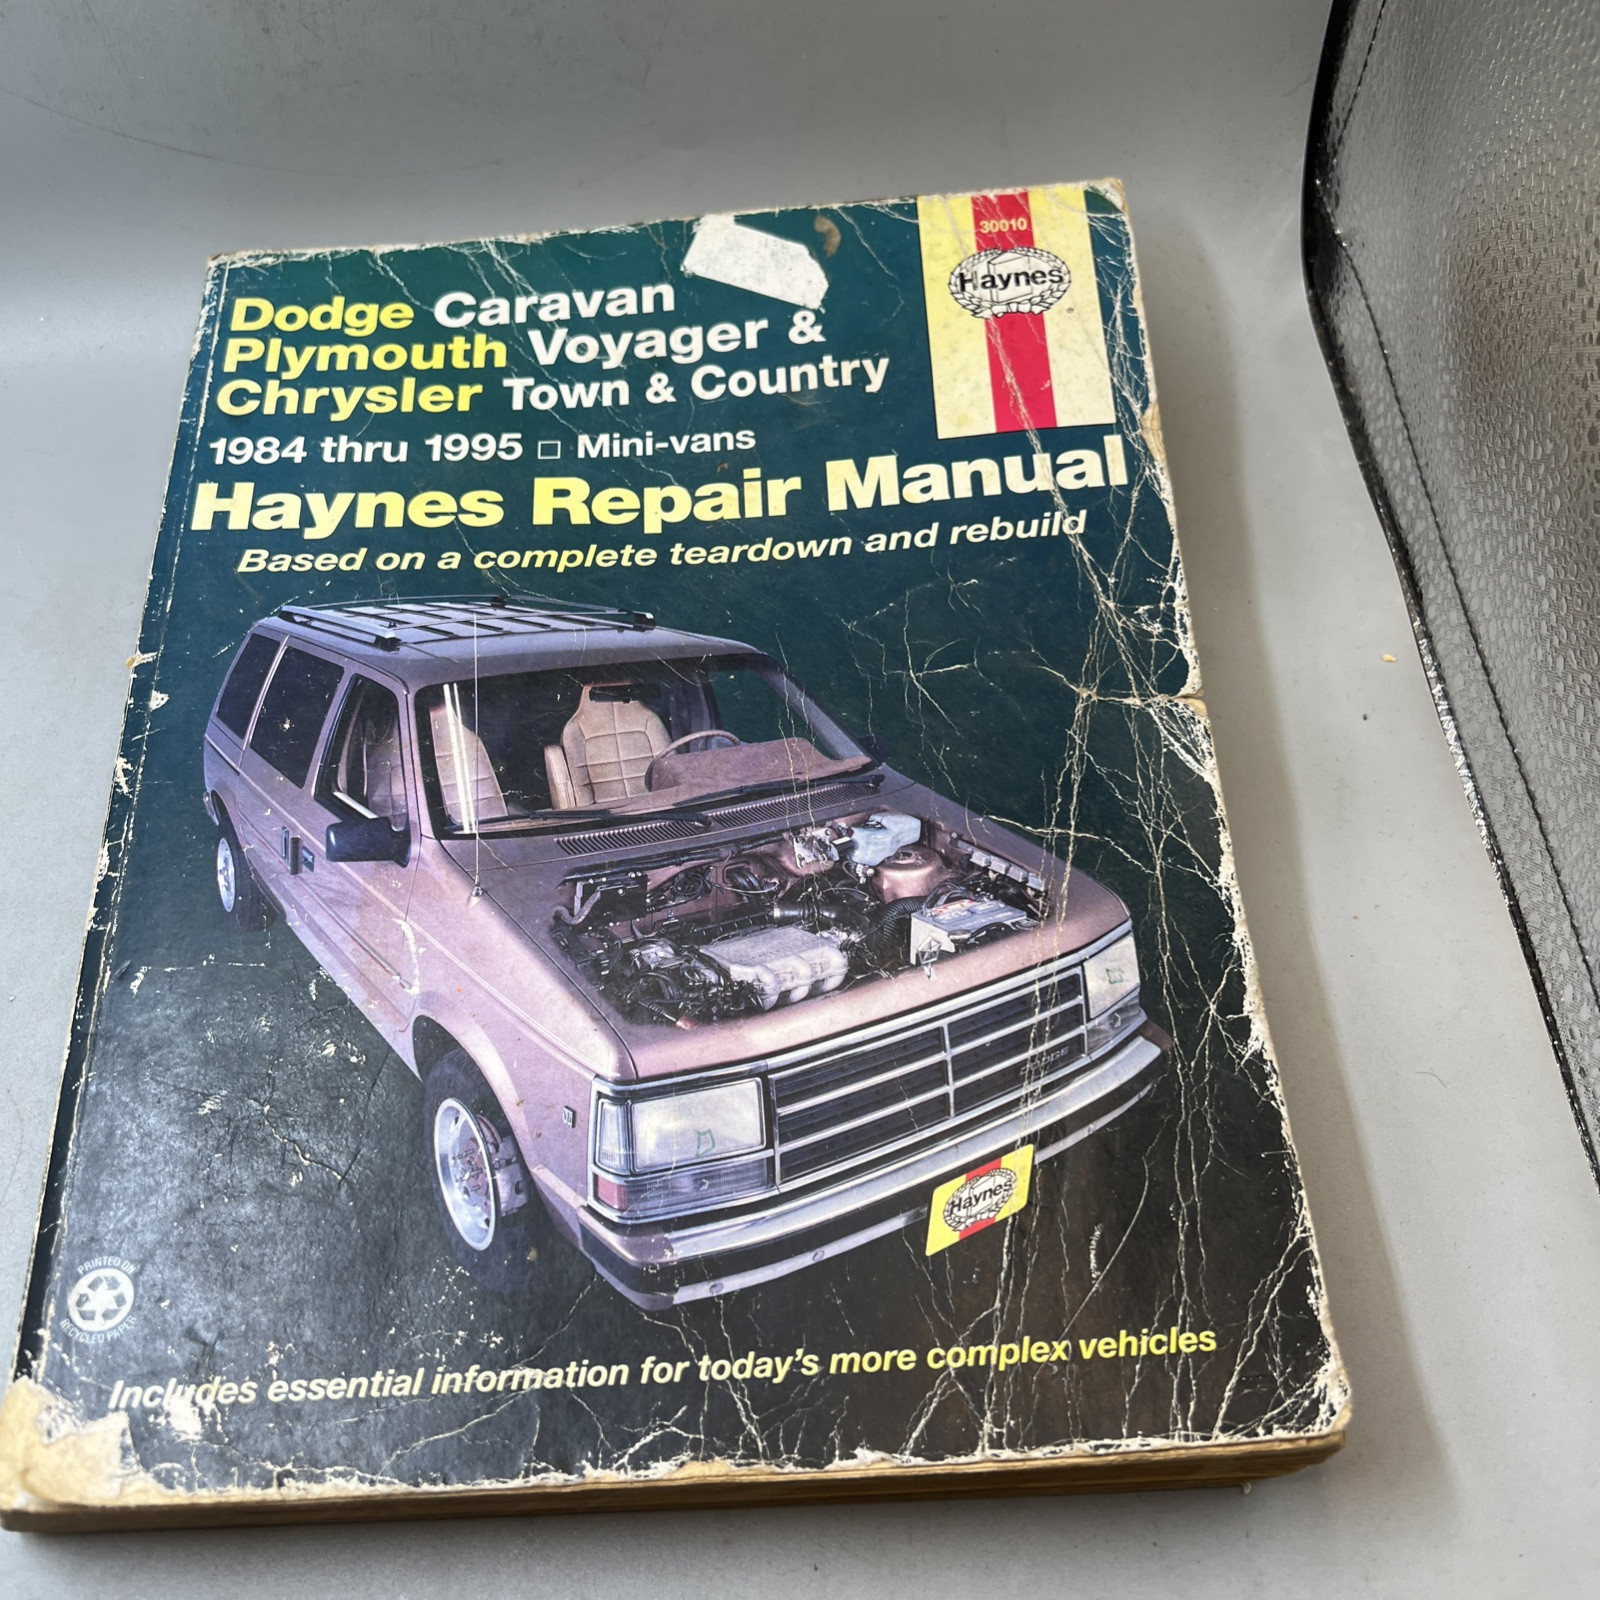 30010
Haynes
Dodge Caravan
Plymouth Voyager &
Chrysler Town & Country
1984 thru 1995 □ Mini-vans
Haynes Repair Manual
Based on a complete teardown and rebuild
DODGE
Haynes
PRINTED ON
RECYCLED PAPER
Includes essential information for today's more complex vehicles